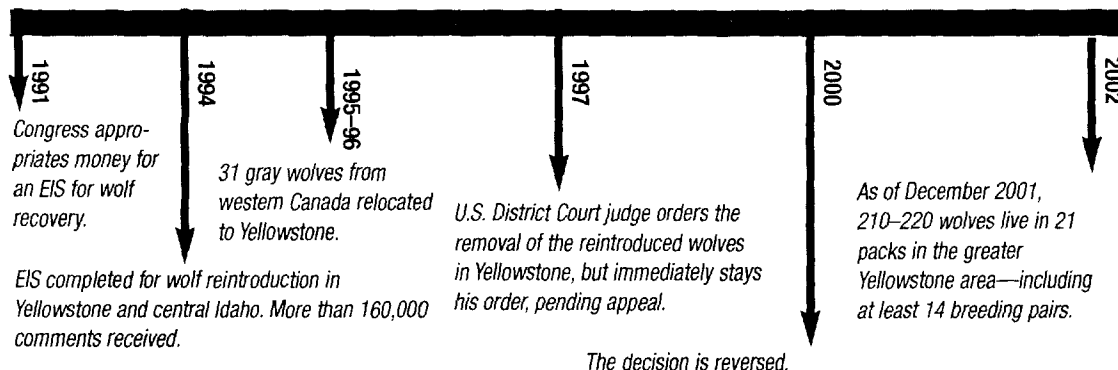 1991
Congress appro-
priates money for
an EIS for wolf
recovery.
1994
EIS completed for wolf reintroduction in
Yellowstone and central Idaho. More than 160,000
comments received.
1995–96
31 gray wolves from
western Canada relocated
to Yellowstone.
1997
U.S. District Court judge orders the
removal of the reintroduced wolves
in Yellowstone, but immediately stays
his order, pending appeal.
2000
The decision is reversed.
2002
As of December 2001,
210–220 wolves live in 21
packs in the greater
Yellowstone area—including
at least 14 breeding pairs.